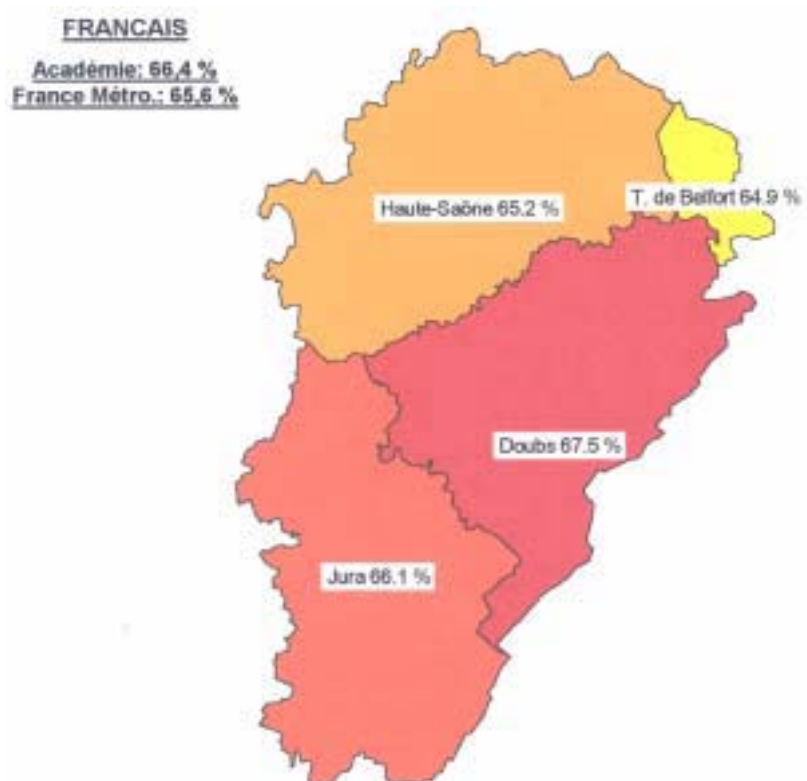 FRANCAIS
Académie: 66,4 %
France Métro.: 65,6 %
T. de Belfort 64.9 %
Haute-Saône 65.2 %
Doubs 67.5 %
Jura 66.1 %